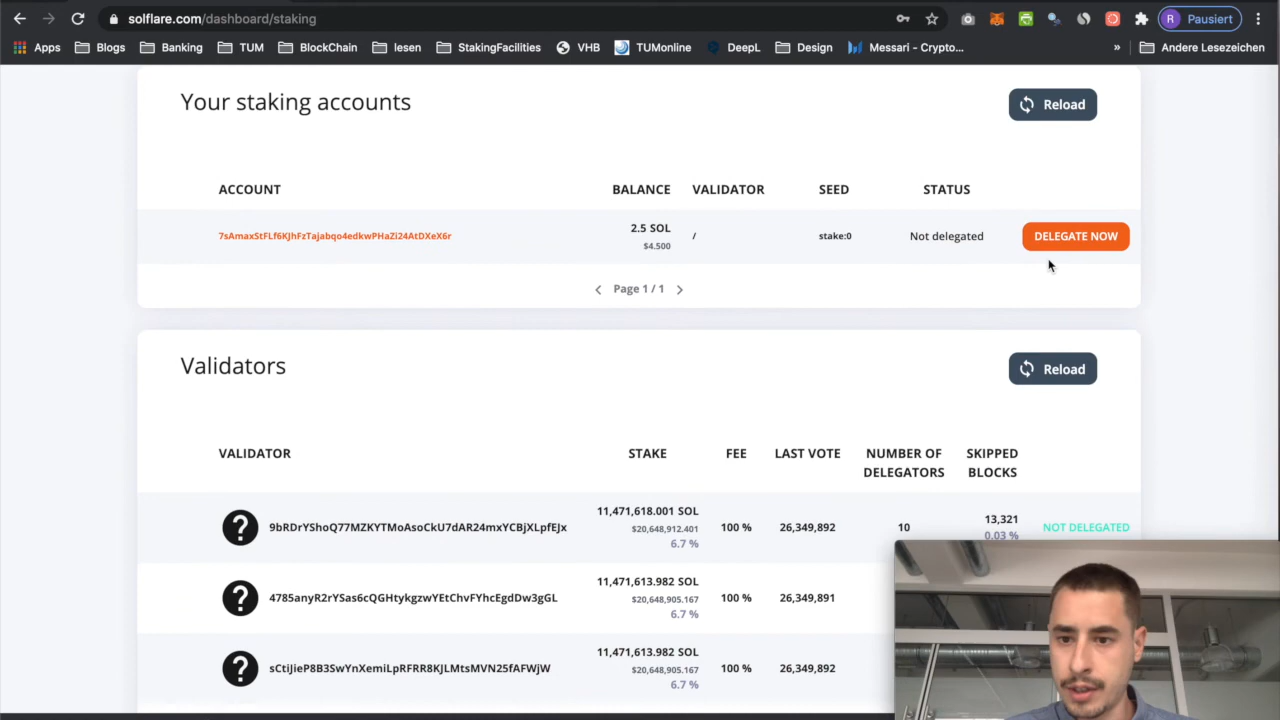 solflare.com/dashboard/staking
R Pausiert
Apps Blogs Banking TUM BlockChain lesen StakingFacilities VHB TUMonline DeepL Design Messari - Crypto... » Andere Lesezeichen
Your staking accounts
Reload
ACCOUNT BALANCE VALIDATOR SEED STATUS
7sAmaxStFLf6KJhFzTajabqo4edkwPHaZi24AtDXeX6r 2.5 SOL / stake:0 Not delegated DELEGATE NOW
$4.500
Page 1 / 1
Validators
Reload
VALIDATOR STAKE FEE LAST VOTE NUMBER OF DELEGATORS SKIPPED BLOCKS
11,471,618.001 SOL
9bRDrYShoQ77MZKYTMoAsoCkU7dAR24mxYCBjXLpfEJx $20,648,912.401 100 % 26,349,892 10 13,321 NOT DELEGATED
6.7 % 0.03 %
11,471,613.982 SOL
4785anyR2rYSas6cQGHtykgzwYEtChvFYhcEgdDw3gGL $20,648,905.167 100 % 26,349,891
6.7 %
11,471,613.982 SOL
sCtiJieP8B3SwYnXemiLpRFRR8KJLMtsMVN25fAFWjW $20,648,905.167 100 % 26,349,892
6.7 %